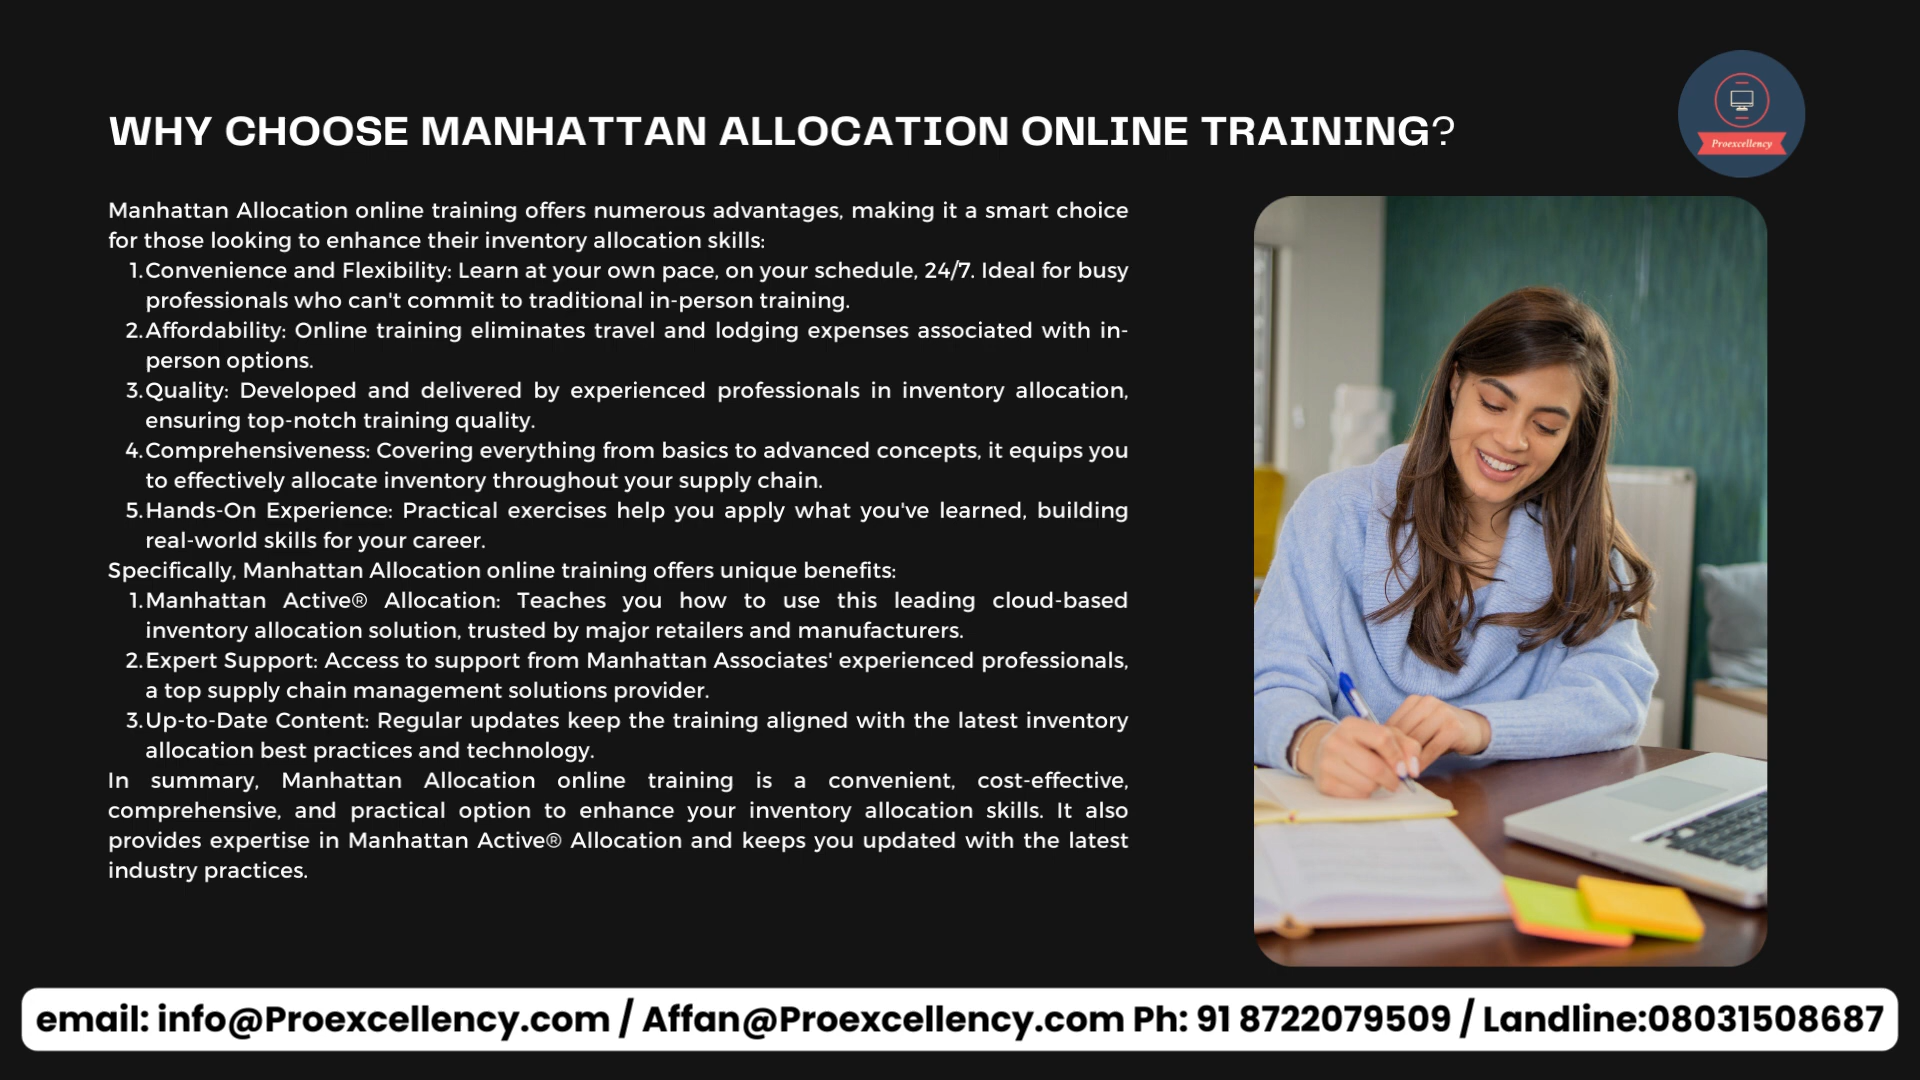 WHY CHOOSE MANHATTAN ALLOCATION ONLINE TRAINING?
Proexcellency
Manhattan Allocation online training offers numerous advantages, making it a smart choice
for those looking to enhance their inventory allocation skills:
1. Convenience and Flexibility: Learn at your own pace, on your schedule, 24/7. Ideal for busy
professionals who can't commit to traditional in-person training.
2. Affordability: Online training eliminates travel and lodging expenses associated with in-
person options.
3. Quality: Developed and delivered by experienced professionals in inventory allocation,
ensuring top-notch training quality.
4. Comprehensiveness: Covering everything from basics to advanced concepts, it equips you
to effectively allocate inventory throughout your supply chain.
5. Hands-On Experience: Practical exercises help you apply what you've learned, building
real-world skills for your career.
Specifically, Manhattan Allocation online training offers unique benefits:
1. Manhattan Active® Allocation: Teaches you how to use this leading cloud-based
inventory allocation solution, trusted by major retailers and manufacturers.
2. Expert Support: Access to support from Manhattan Associates' experienced professionals,
a top supply chain management solutions provider.
3. Up-to-Date Content: Regular updates keep the training aligned with the latest inventory
allocation best practices and technology.
In summary, Manhattan Allocation online training is a convenient, cost-effective,
comprehensive, and practical option to enhance your inventory allocation skills. It also
provides expertise in Manhattan Active® Allocation and keeps you updated with the latest
industry practices.
email: info@Proexcellency.com / Affan@Proexcellency.com Ph: 91 8722079509 / Landline:08031508687